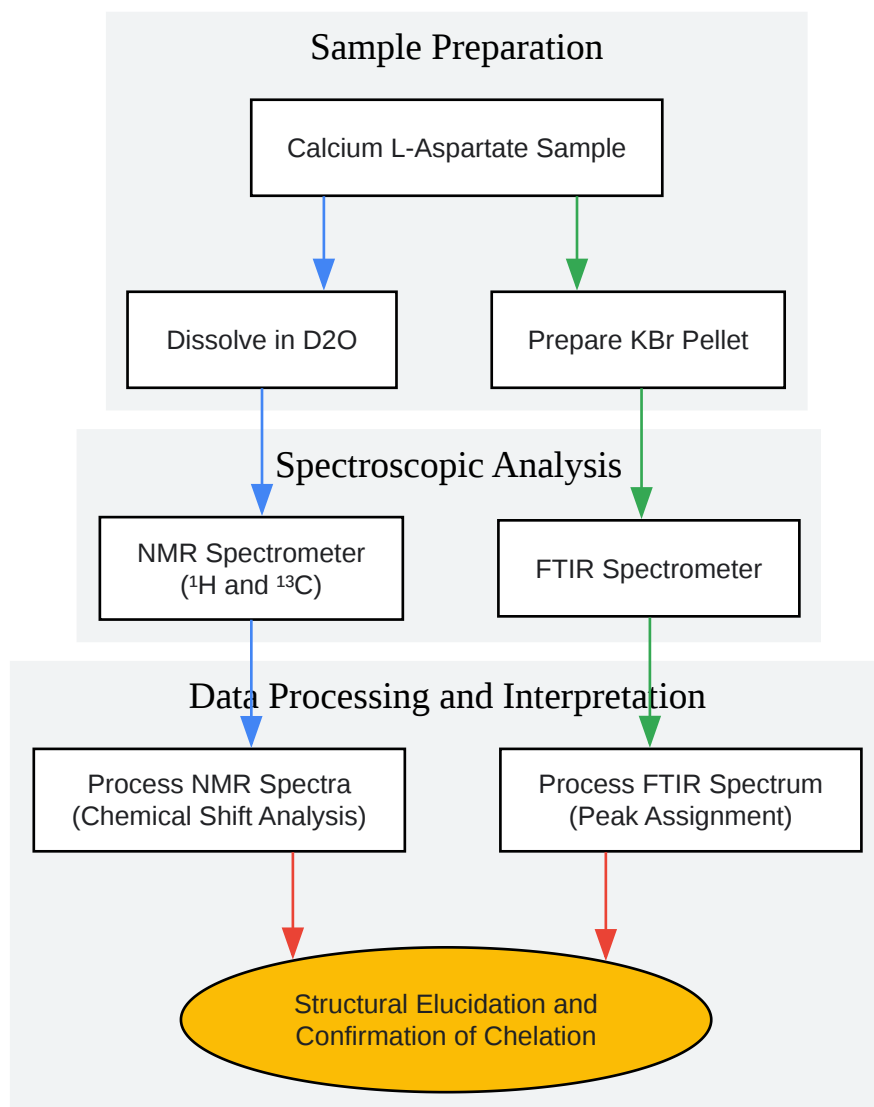 Sample Preparation
Calcium L-Aspartate Sample
Dissolve in D2O
Prepare KBr Pellet
Spectroscopic Analysis
NMR Spectrometer
(¹H and ¹³C)
FTIR Spectrometer
Data Processing and Interpretation
Process NMR Spectra
(Chemical Shift Analysis)
Process FTIR Spectrum
(Peak Assignment)
Structural Elucidation and
Confirmation of Chelation